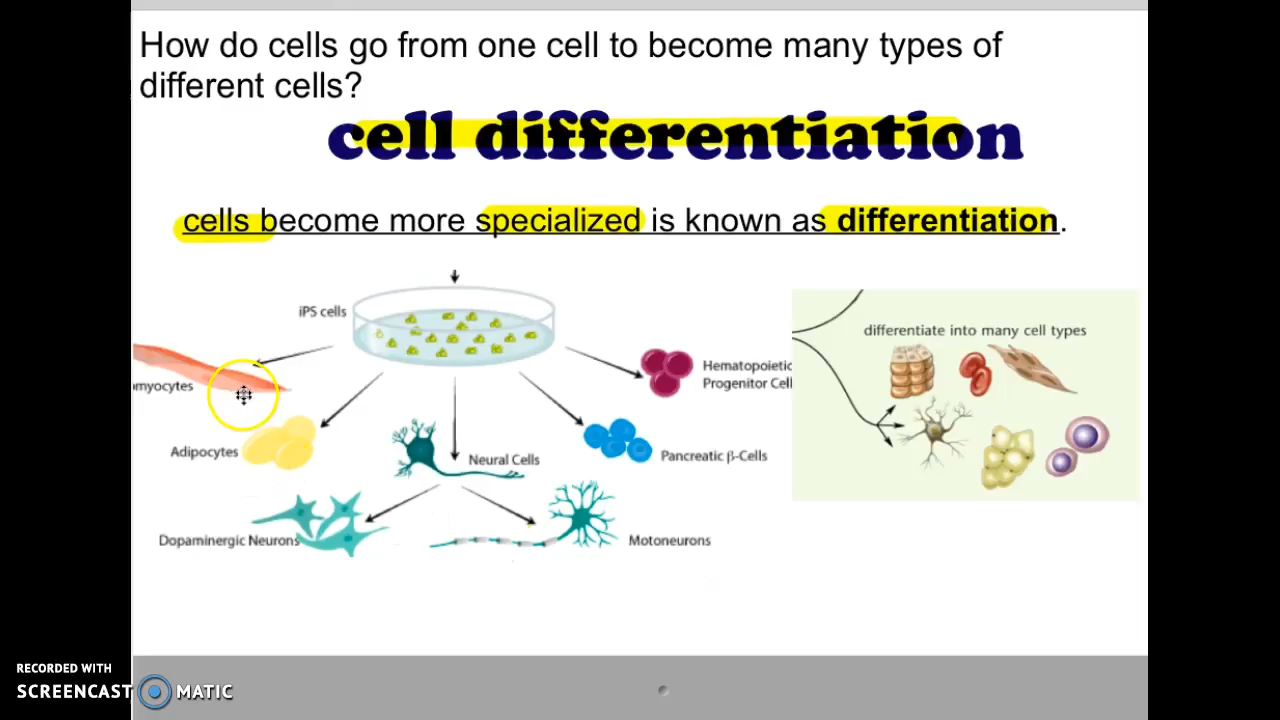 How do cells go from one cell to become many types of
different cells?
cell differentiation
cells become more specialized is known as differentiation.
iPS cells
differentiate into many cell types
Hematopoietic
Progenitor Cell
omyocytes
Adipocytes
Neural Cells
Pancreatic β-Cells
Dopaminergic Neurons
Motoneurons
RECORDED WITH
SCREENCAST MATIC